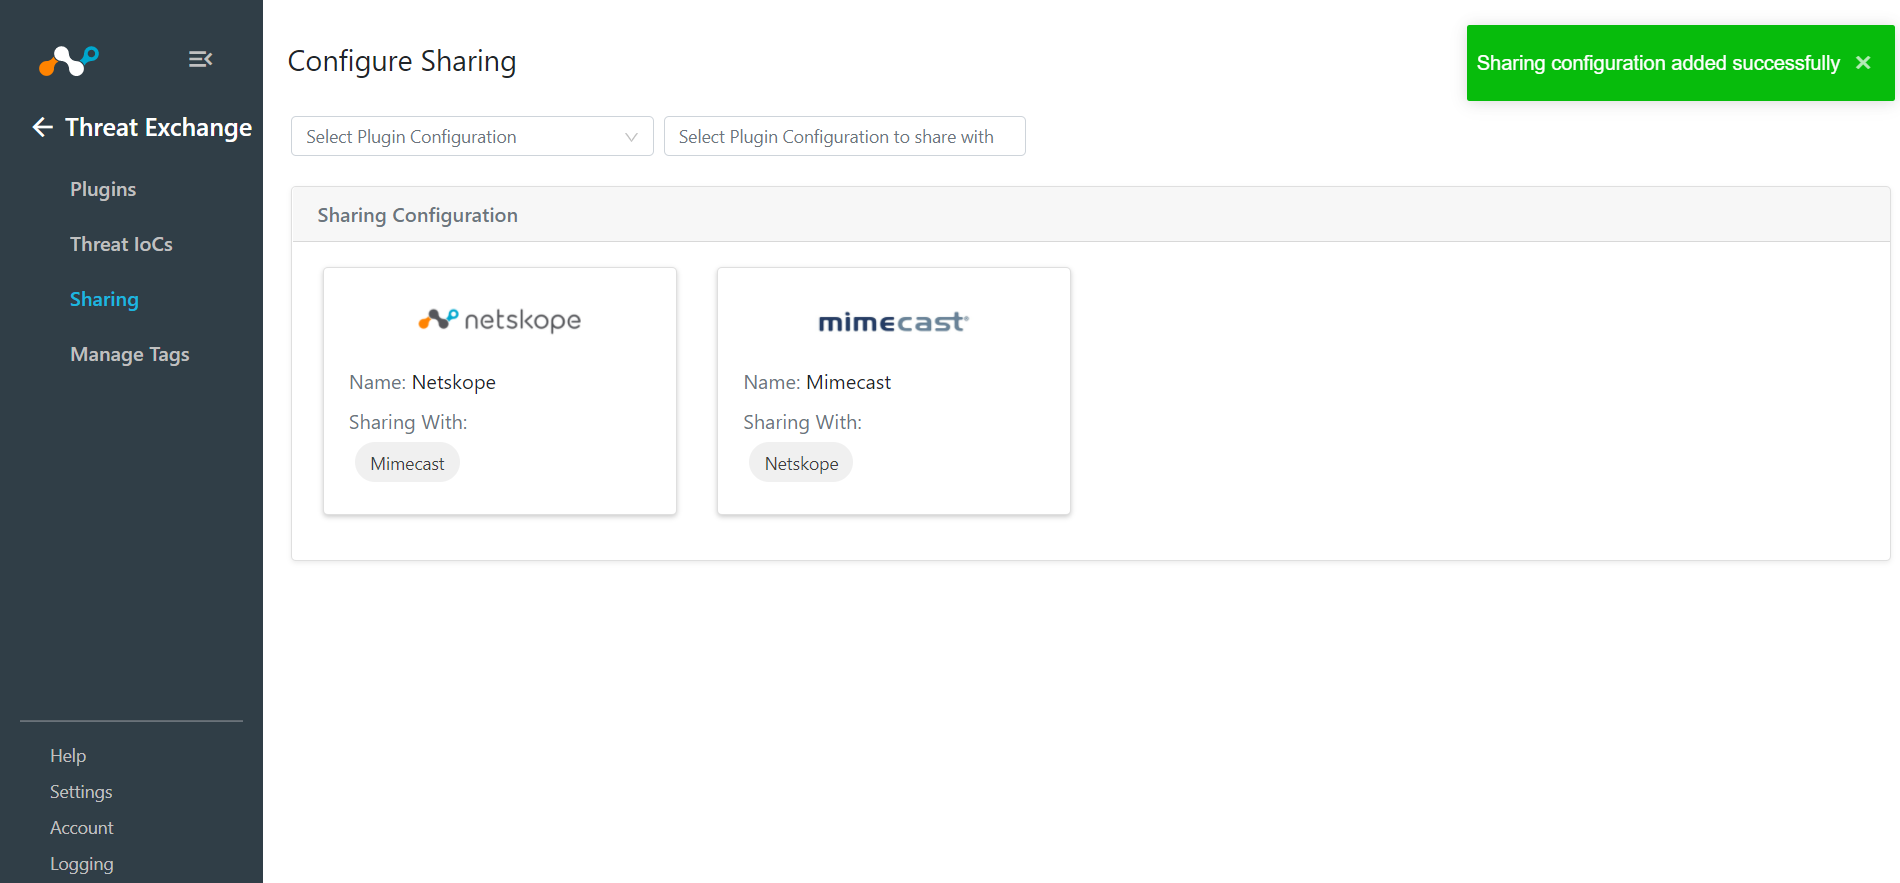 Threat Exchange
Plugins
Threat IoCs
Sharing
Manage Tags
Help
Settings
Account
Logging
Configure Sharing
Sharing configuration added successfully
Select Plugin Configuration
Select Plugin Configuration to share with
Sharing Configuration
netskope
Name: Netskope
Sharing With:
Mimecast
mimecast®
Name: Mimecast
Sharing With:
Netskope